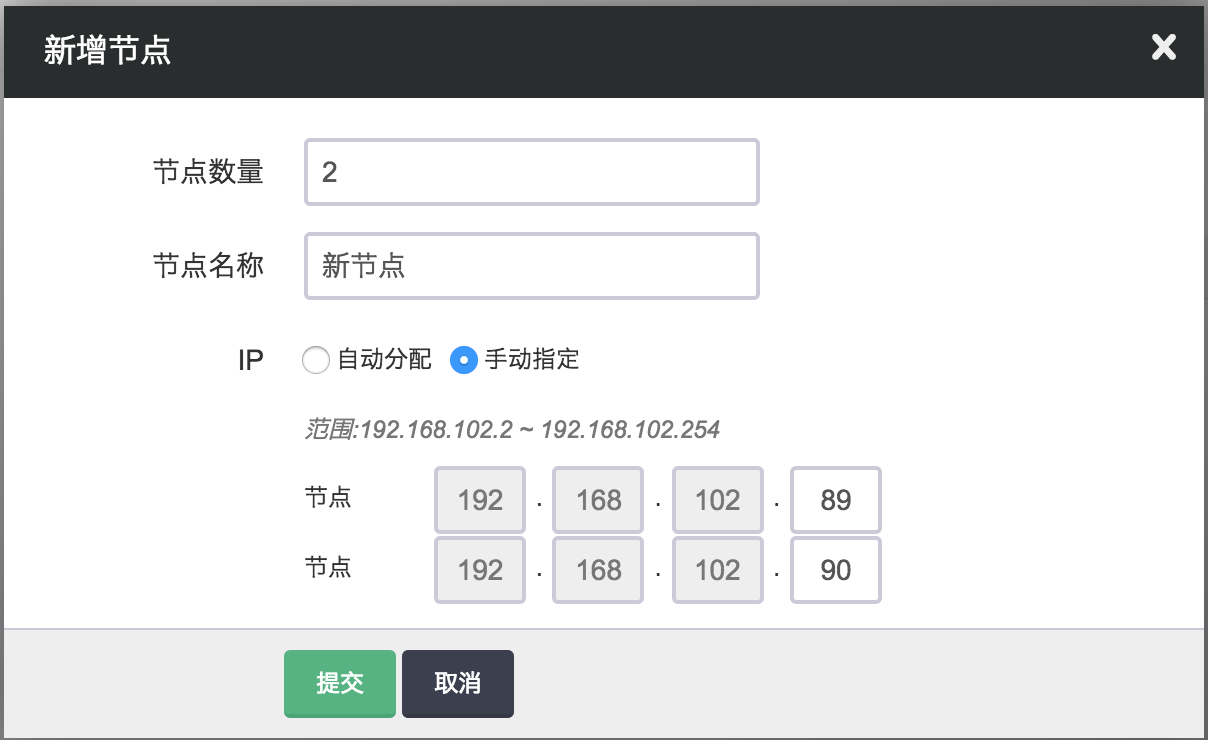 新增节点
节点数量 2
节点名称 新节点
IP 自动分配 手动指定
范围:192.168.102.2 ~ 192.168.102.254
节点 192 . 168 . 102 . 89
节点 192 . 168 . 102 . 90
提交 取消